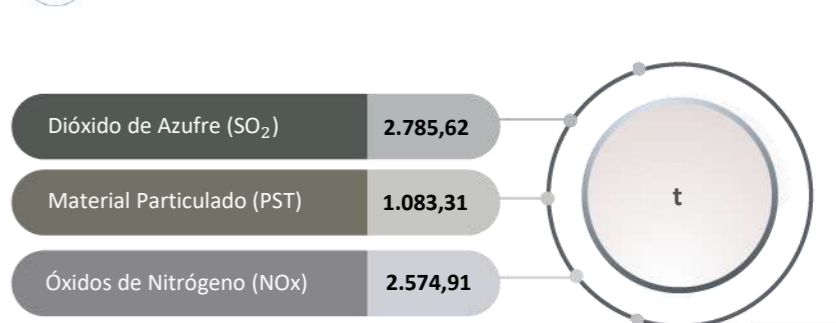 Dióxido de Azufre (SO₂) 2.785,62
Material Particulado (PST) 1.083,31
t
Óxidos de Nitrógeno (NOx) 2.574,91